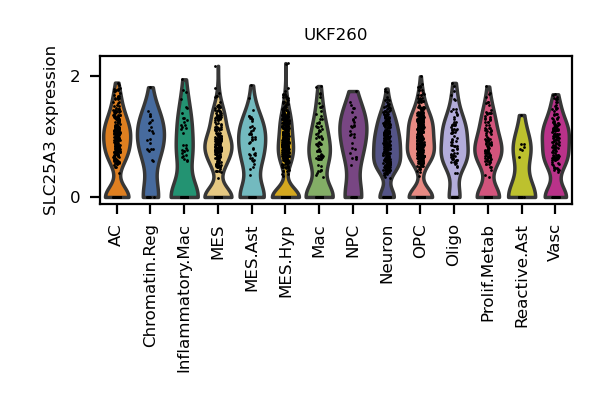 UKF260
SLC25A3 expression
2
0
AC
Chromatin.Reg
Inflammatory.Mac
MES
MES.Ast
MES.Hyp
Mac
NPC
Neuron
OPC
Oligo
Prolif.Metab
Reactive.Ast
Vasc